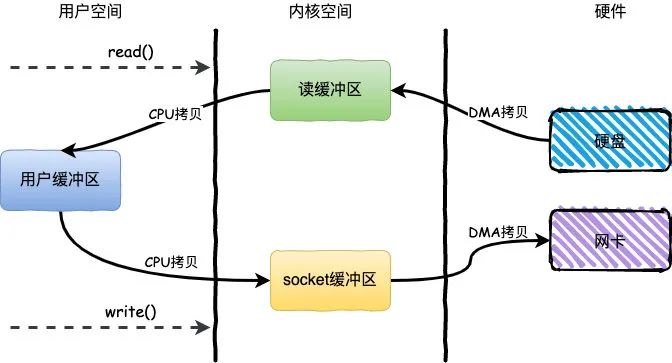 用户空间
内核空间
硬件
read()
读缓冲区
CPU拷贝
DMA拷贝
硬盘
用户缓冲区
DMA拷贝
网卡
CPU拷贝
socket缓冲区
write()